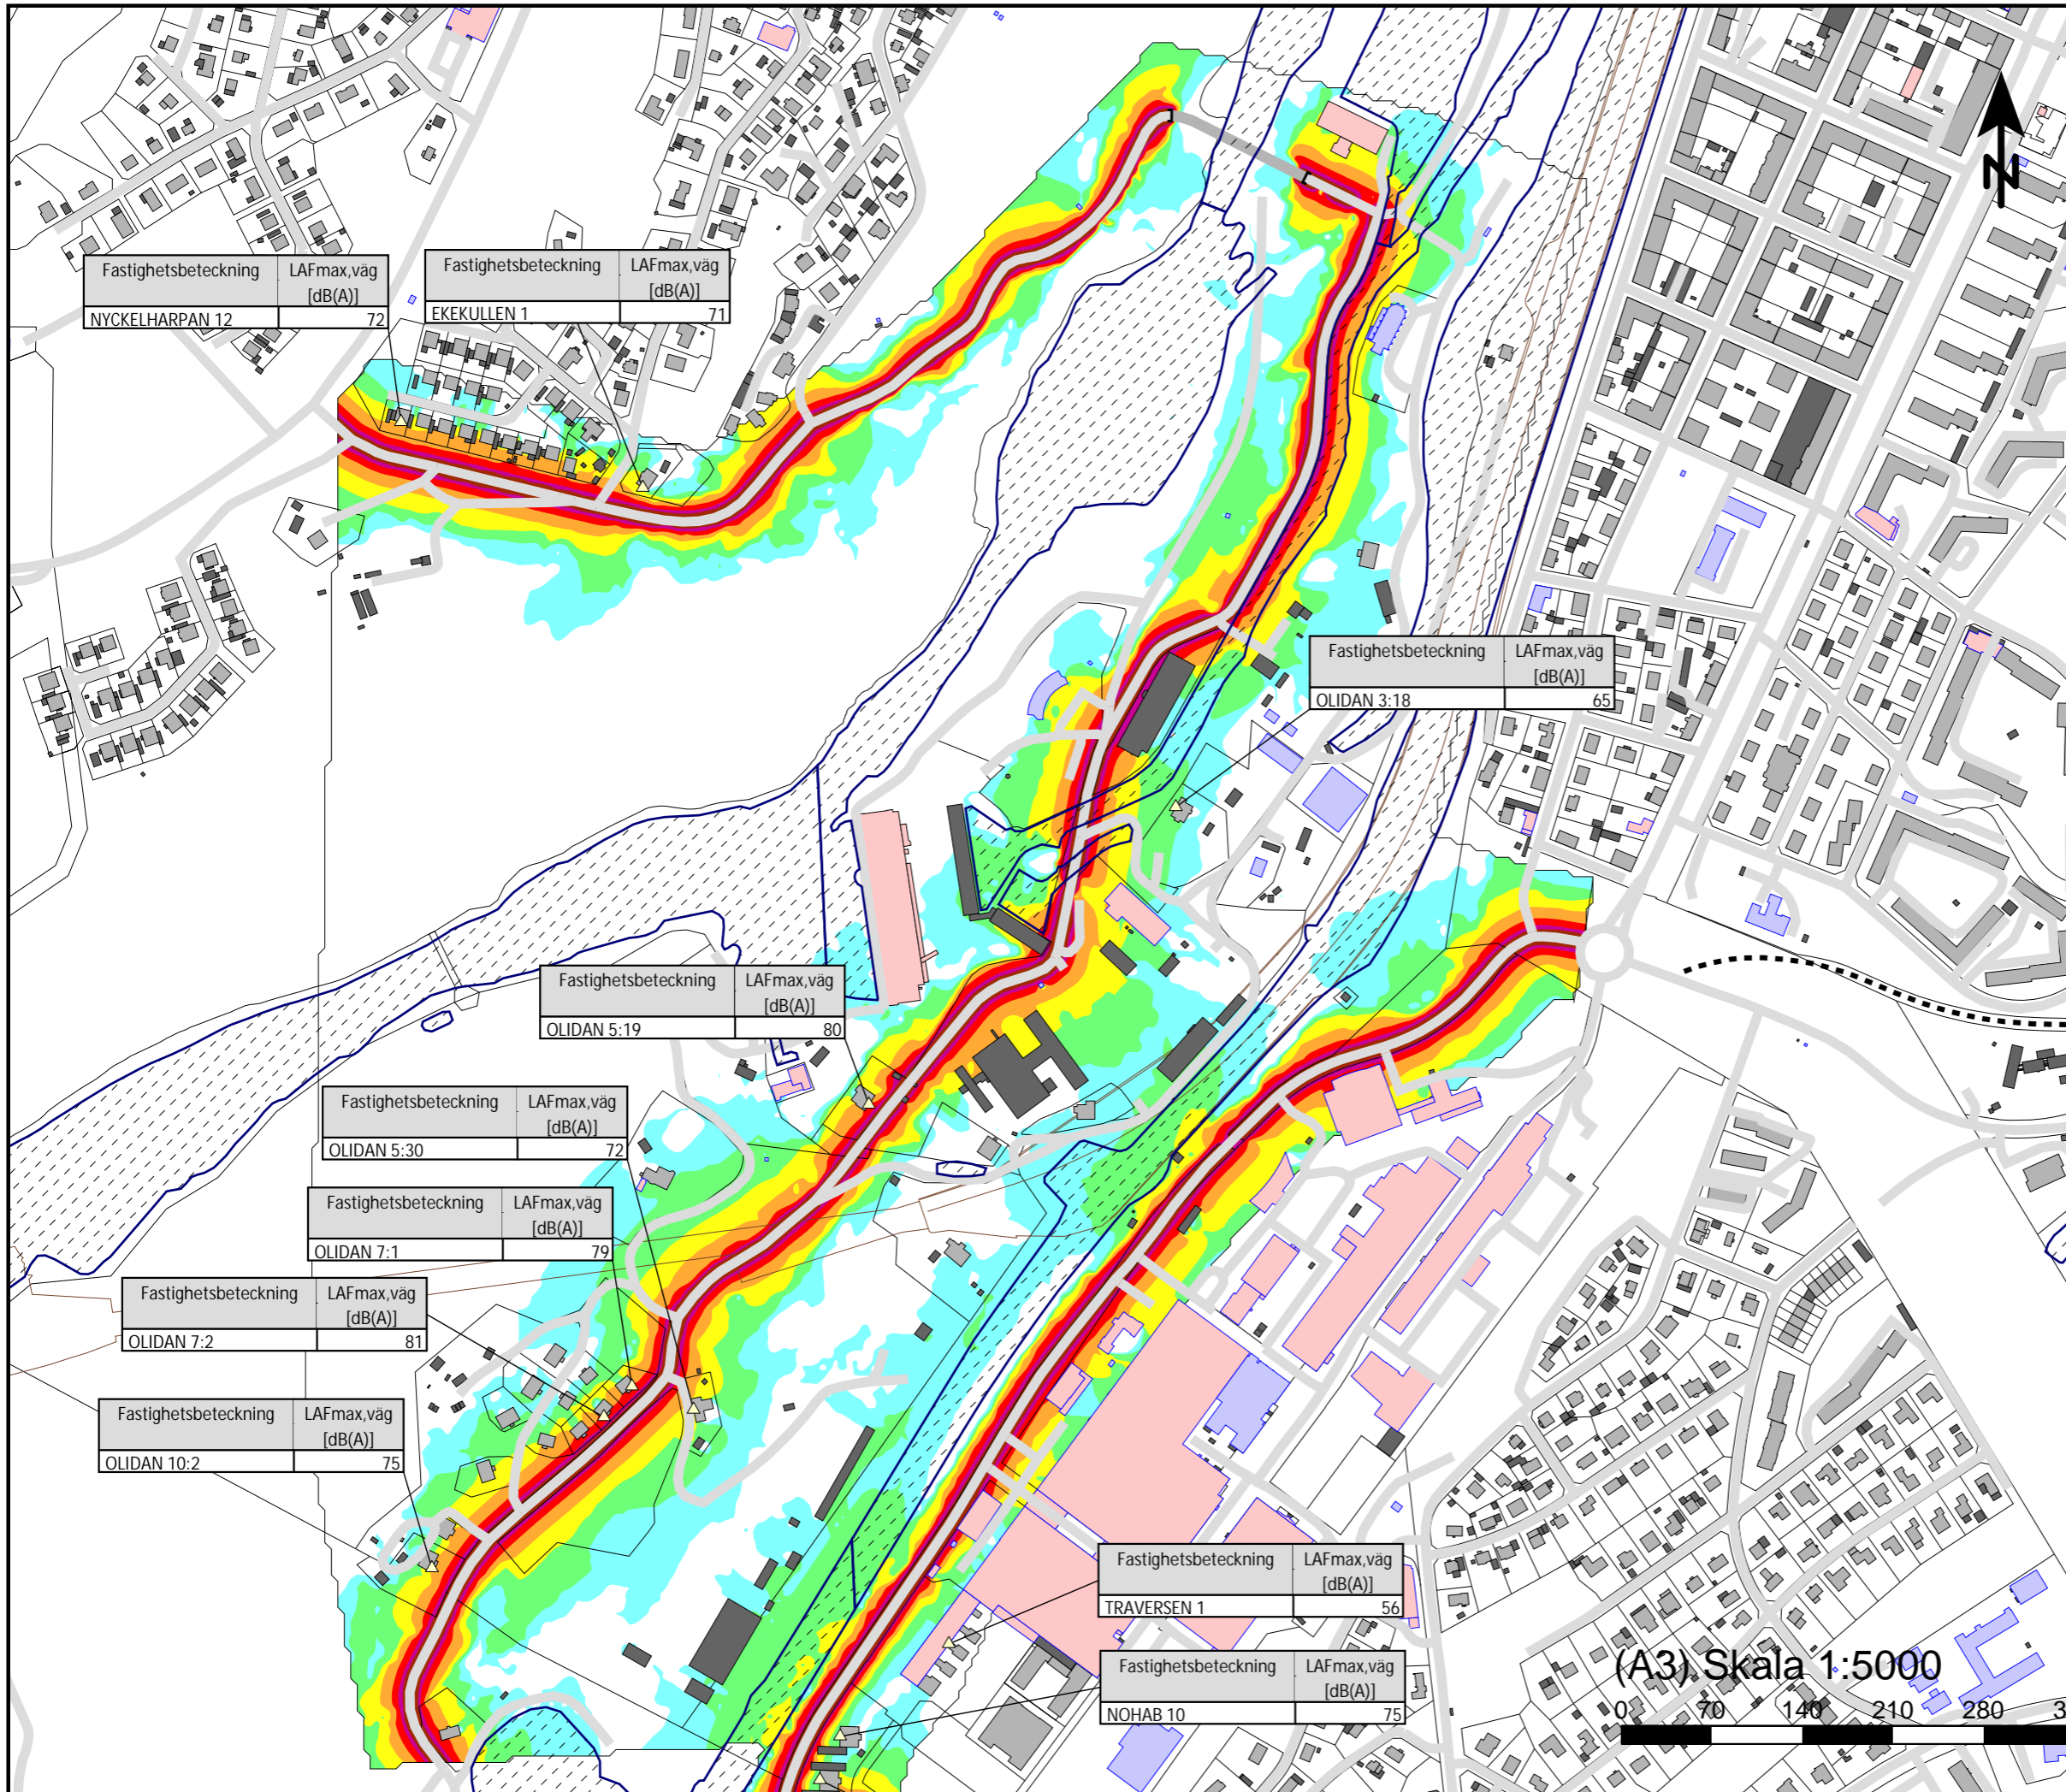 N
Fastighetsbeteckning LAFmax,väg
[dB(A)]
NYCKELHARPAN 12 72
Fastighetsbeteckning LAFmax,väg
[dB(A)]
EKEKULLEN 1 71
Fastighetsbeteckning LAFmax,väg
[dB(A)]
OLIDAN 3:18 65
Fastighetsbeteckning LAFmax,väg
[dB(A)]
OLIDAN 5:19 80
Fastighetsbeteckning LAFmax,väg
[dB(A)]
OLIDAN 5:30 72
Fastighetsbeteckning LAFmax,väg
[dB(A)]
OLIDAN 7:1 79
Fastighetsbeteckning LAFmax,väg
[dB(A)]
OLIDAN 7:2 81
Fastighetsbeteckning LAFmax,väg
[dB(A)]
OLIDAN 10:2 75
Fastighetsbeteckning LAFmax,väg
[dB(A)]
TRAVERSEN 1 56
Fastighetsbeteckning LAFmax,väg
[dB(A)]
NOHAB 10 75
(A3) Skala 1:5000
0 70 140 210 280